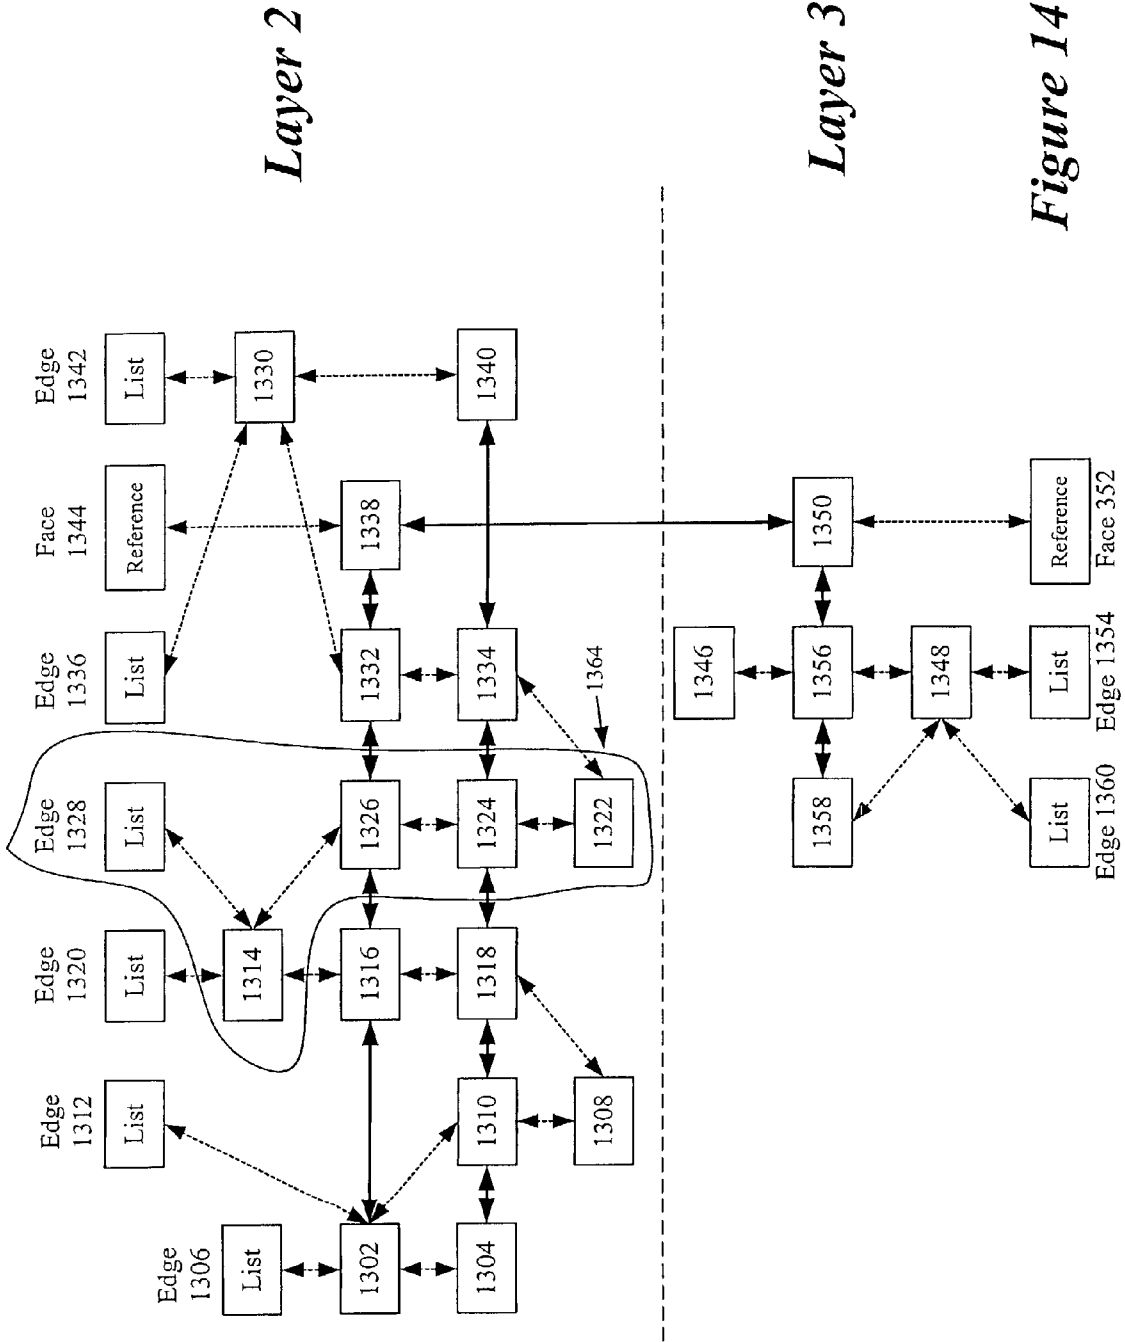 Layer 2
Edge
1342
List
Face
1344
Reference
Edge
1336
List
Edge
1328
List
Edge
1320
List
Edge
1312
List
Edge
1306
List
1330
1314
1338
1332
1326
1316
1302
1340
1334
1324
1318
1310
1304
1364
1322
1308
Layer 3
1346
1350
1356
1358
1348
Reference
Face 352
List
Edge 1354
List
Edge 1360
Figure 14